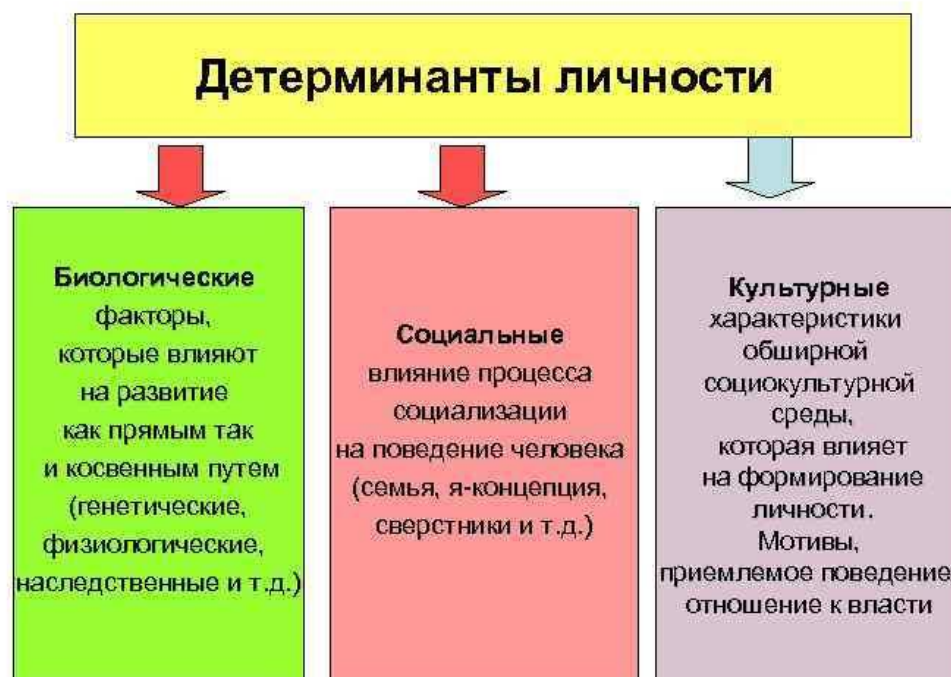 Детерминанты личности
Биологические
факторы,
которые влияют
на развитие
как прямым так
и косвенным путем
(генетические,
физиологические,
наследственные и т.д.)
Социальные
влияние процесса
социализации
на поведение человека
(семья, я-концепция,
сверстники и т.д.)
Культурные
характеристики
обширной
социокультурной
среды,
которая влияет
на формирование
личности.
Мотивы,
приемлемое поведение
отношение к власти